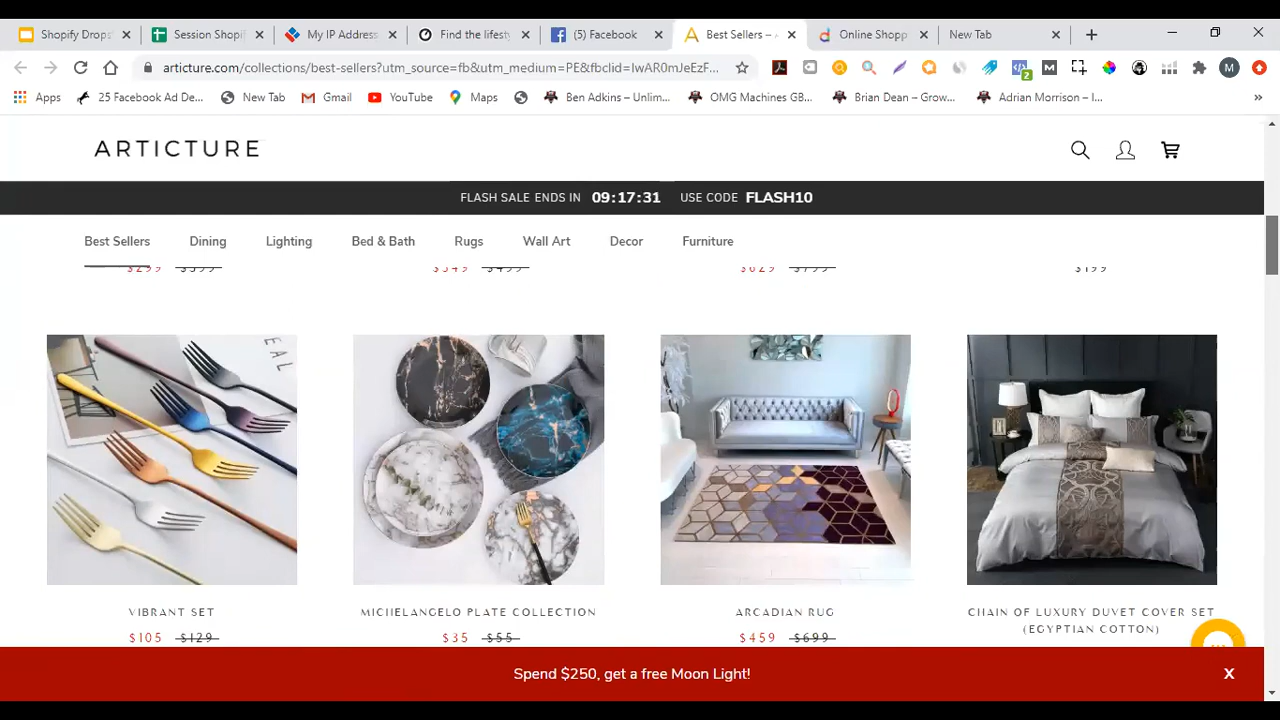 Shopify Drops
Session Shopif
My IP Address
Find the lifesty
(5) Facebook
Best Sellers –
Online Shopp
New Tab
articture.com/collections/best-sellers?utm_source=fb&utm_medium=PE&fbclid=IwAR0mJeEzF...
Apps
25 Facebook Ad De...
New Tab
Gmail
YouTube
Maps
Ben Adkins – Unlim...
OMG Machines GB...
Brian Dean – Grow...
Adrian Morrison – I...
»
ARTICTURE
FLASH SALE ENDS IN 09:17:31 USE CODE FLASH10
Best Sellers
Dining
Lighting
Bed & Bath
Rugs
Wall Art
Decor
Furniture
$199
VIBRANT SET
$105 $129
MICHELANGELO PLATE COLLECTION
$35 $55
ARCADIAN RUG
$459 $699
CHAIN OF LUXURY DUVET COVER SET
(EGYPTIAN COTTON)
Spend $250, get a free Moon Light!
X